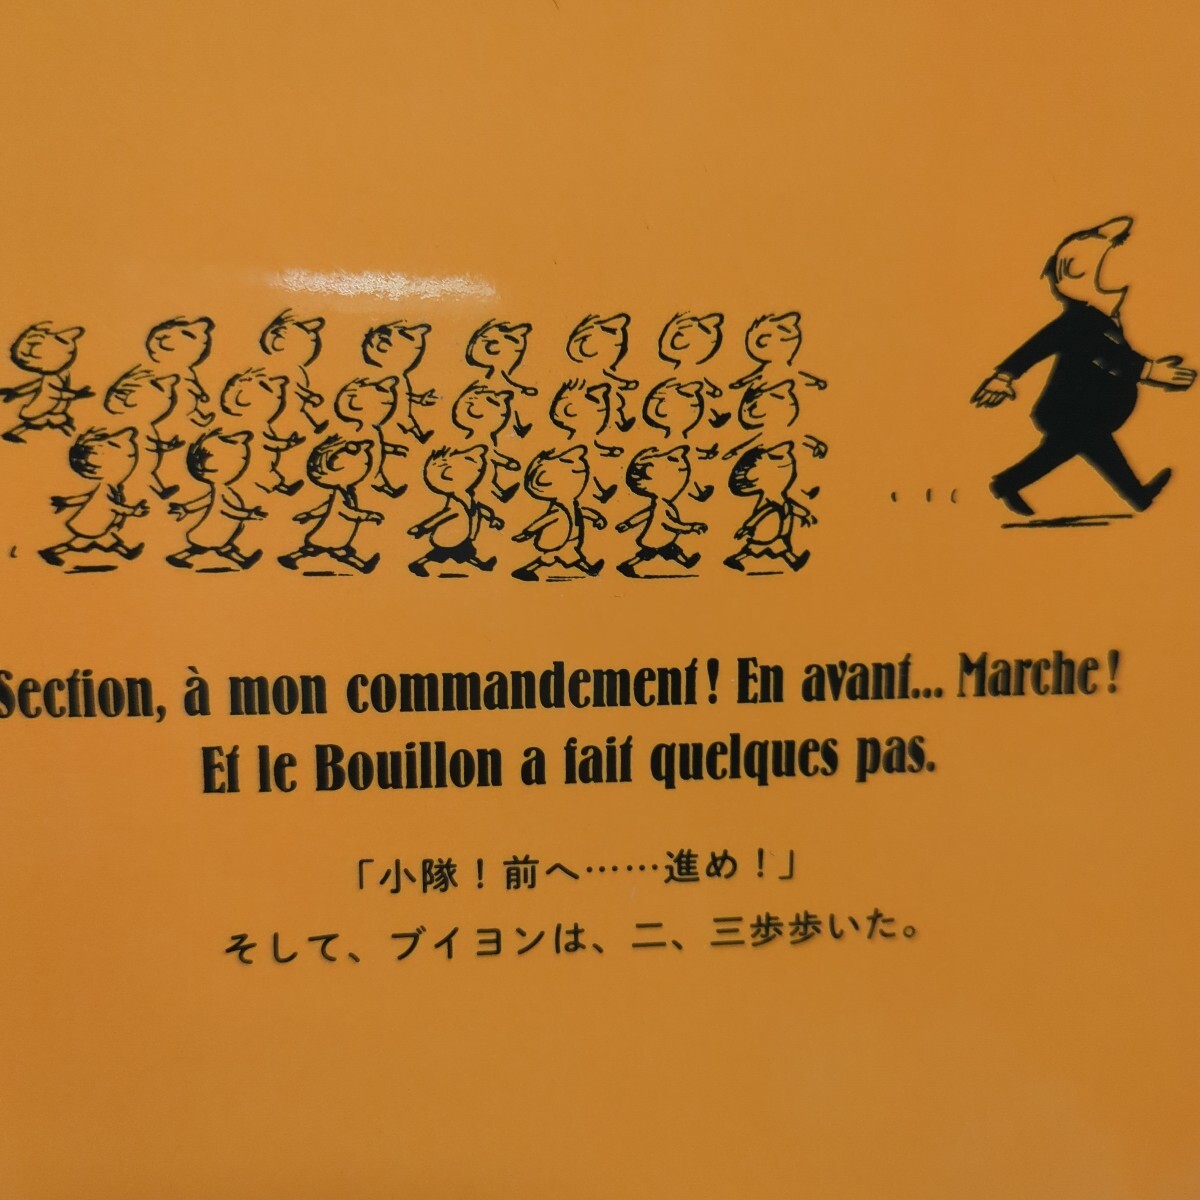 Section, à mon commandement! En avant... Marche!
Et le Bouillon a fait quelques pas.
「小隊！前へ……進め！」
そして、ブイヨンは、二、三歩歩いた。